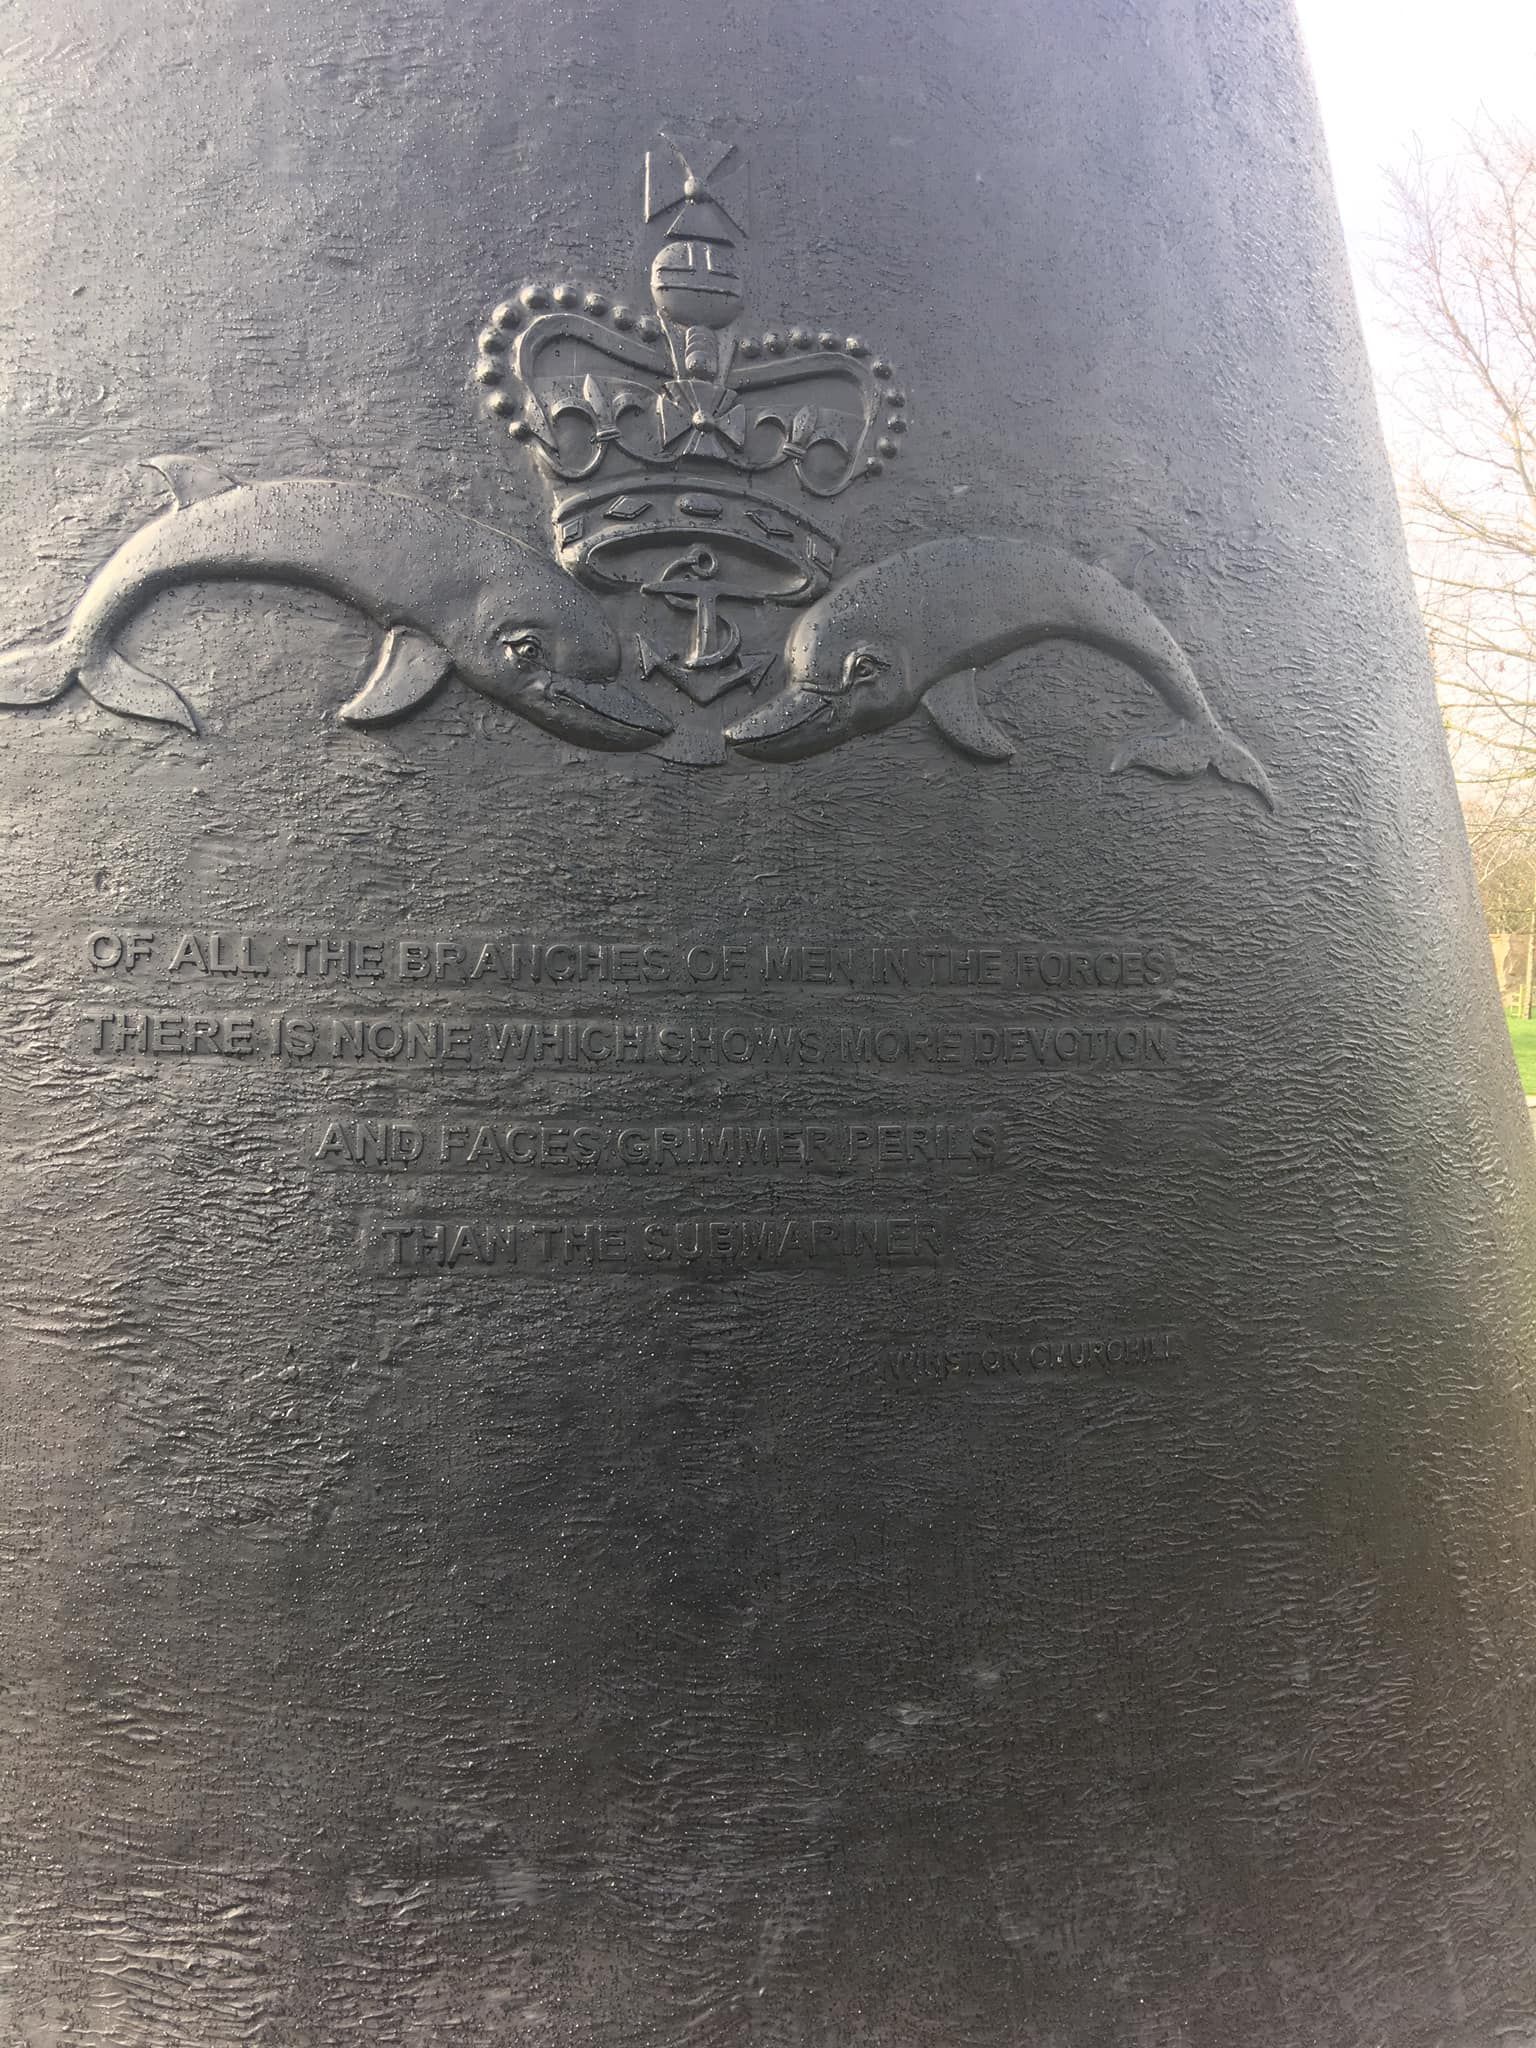 OF ALL THE BRANCHES OF MEN IN THE FORCES
THERE IS NONE WHICH SHOWS MORE DEVOTION
AND FACES GRIMMER PERILS
THAN THE SUBMARINER
WINSTON CHURCHILL